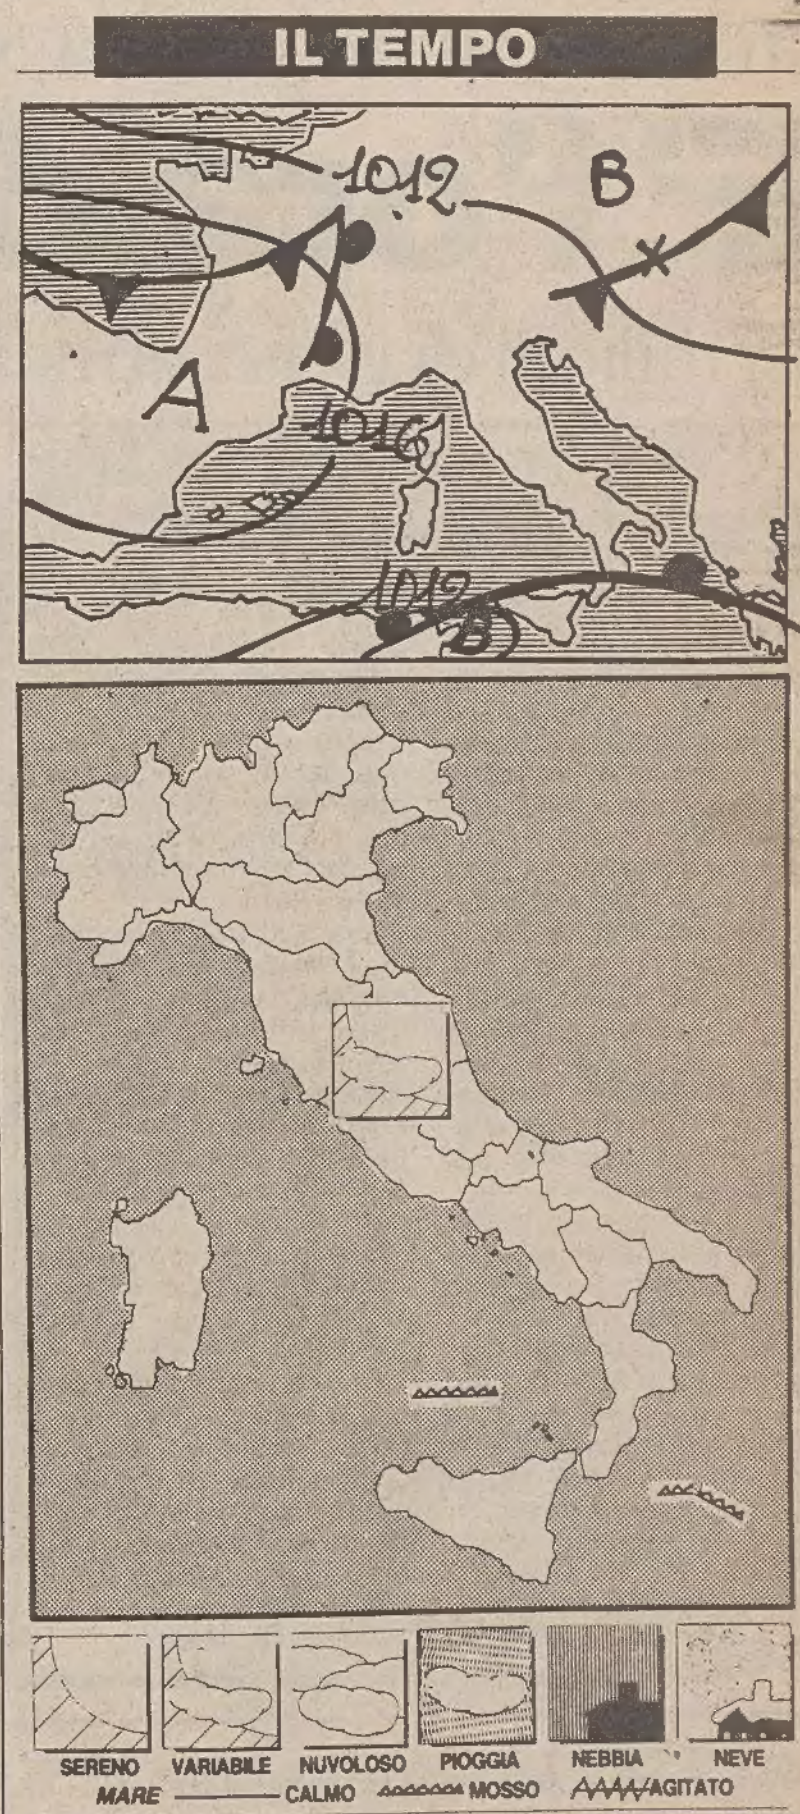 IL TEMPO
1012
B
A
1016
1012
B
SERENO VARIABILE NUVOLOSO PIOGGIA NEBBIA NEVE
MARE CALMO MOSSO AGITATO